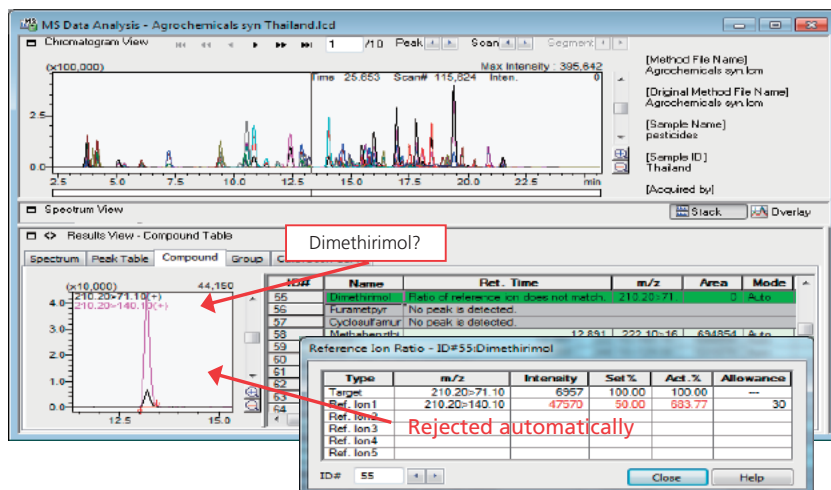 MS Data Analysis - Agrochemicals syn Thailand.lcd
Chromatogram View 1 /10 Peak Scan Segment
(x100,000) Max Intensity : 395,642
Time 25.653 Scan# 115,824 Inten. 0
2.5
0.0
2.5 5.0 7.5 10.0 12.5 15.0 17.5 20.0 22.5 min
[Method File Name]
Agrochemicals syn.lcm
[Original Method File Name]
Agrochemicals syn.lcm
[Sample Name]
pesticides
[Sample ID]
Thailand
[Acquired by]
Spectrum View Stack Overlay
Results View - Compound Table
Dimethirimol?
Spectrum Peak Table Compound Group
(x10,000) 44,150
210.20>71.10(+)
210.20>140.10(+)
4.0
3.0
2.0
1.0
0.0
12.5 15.0
ID# Name Ret. Time m/z Area Mode
55 Dimethirimol Ratio of reference ion does not match. 210.20>71. 0 Auto
56 Furametpyr No peak is detected.
57 Cyclosulfamur No peak is detected.
58 Methabenzthi 12.891 222.10>16 694854 Auto
59
60
61
62
63
64
Reference Ion Ratio - ID#55:Dimethirimol
Type m/z Intensity Set% Act.% Allowance
Target 210.20>71.10 6957 100.00 100.00 ---
Ref. Ion1 210.20>140.10 47570 50.00 683.77 30
Ref. Ion2
Ref. Ion3
Ref. Ion4
Ref. Ion5
Rejected automatically
ID# 55 Close Help